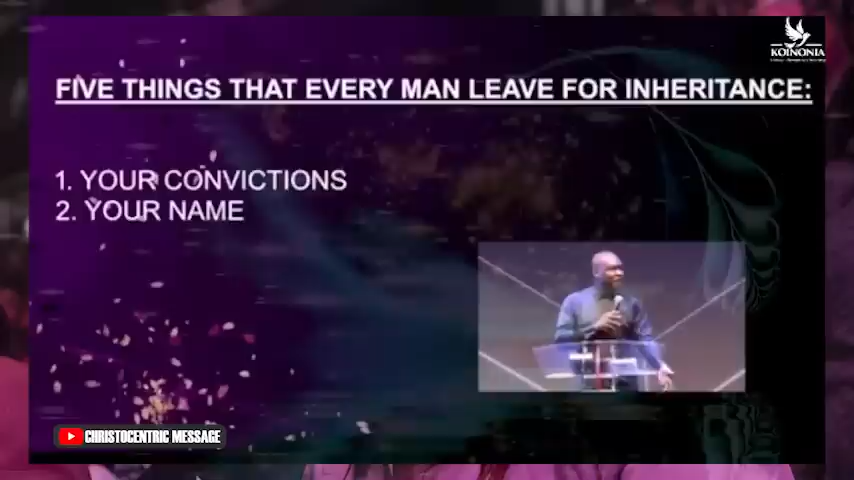 KOINONIA
FIVE THINGS THAT EVERY MAN LEAVE FOR INHERITANCE:
1. YOUR CONVICTIONS
2. YOUR NAME
CHRISTOCENTRIC MESSAGE